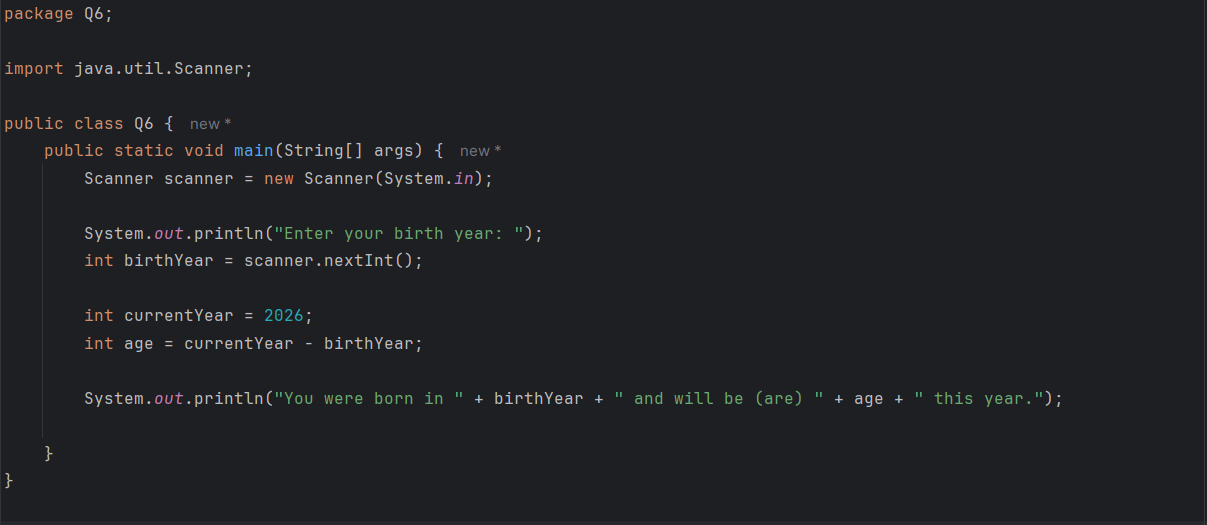 package Q6;
import java.util.Scanner;
public class Q6 {  new *
    public static void main(String[] args) {  new *
        Scanner scanner = new Scanner(System.in);
        System.out.println("Enter your birth year: ");
        int birthYear = scanner.nextInt();
        int currentYear = 2026;
        int age = currentYear - birthYear;
        System.out.println("You were born in " + birthYear + " and will be (are) " + age + " this year.");
    }
}